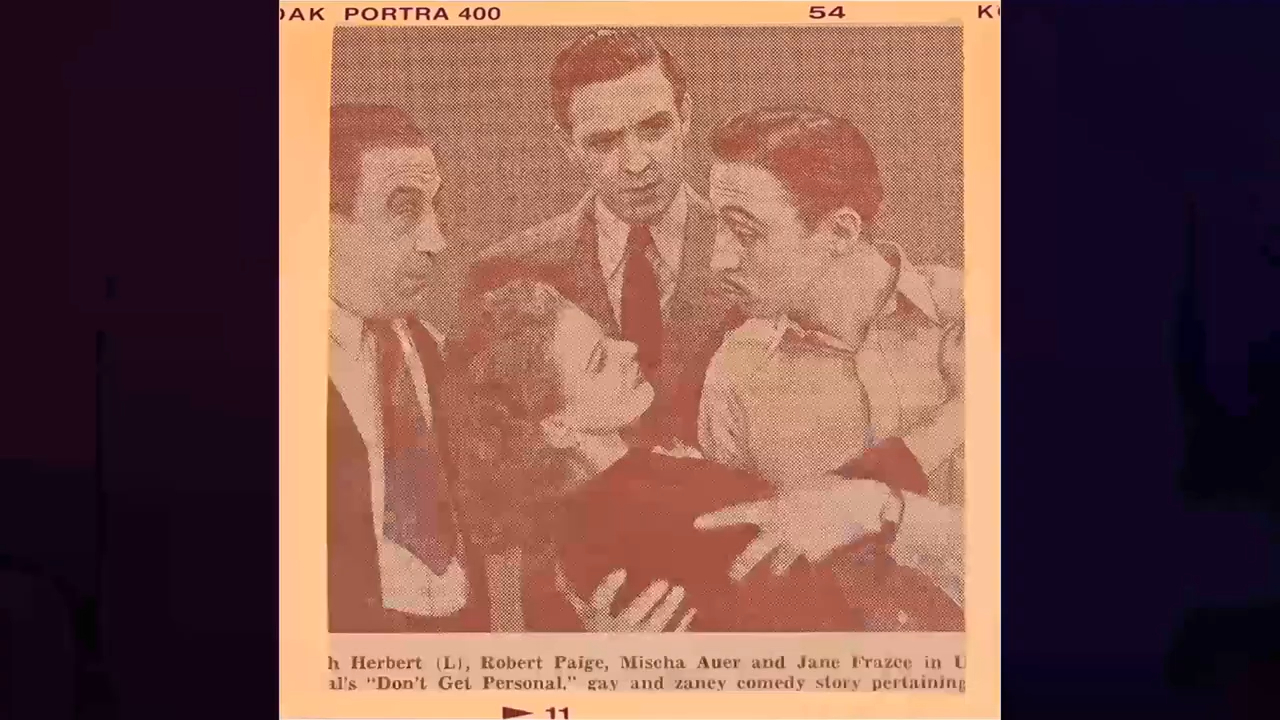 DAK PORTRA 400 54 K
h Herbert (L), Robert Paige, Mischa Auer and Jane Frazee in U
al's "Don't Get Personal," gay and zaney comedy story pertaining
11